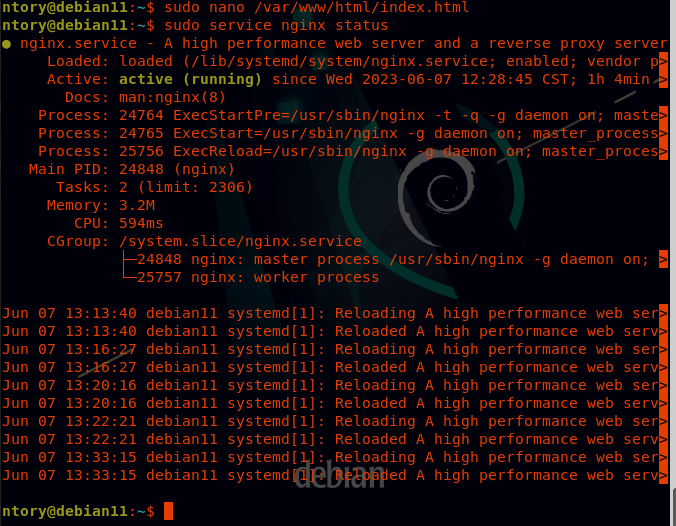 ntory@debian11:~$ sudo nano /var/www/html/index.html
ntory@debian11:~$ sudo service nginx status
● nginx.service - A high performance web server and a reverse proxy server
Loaded: loaded (/lib/systemd/system/nginx.service; enabled; vendor p>
Active: active (running) since Wed 2023-06-07 12:28:45 CST; 1h 4min >
Docs: man:nginx(8)
Process: 24764 ExecStartPre=/usr/sbin/nginx -t -q -g daemon on; maste>
Process: 24765 ExecStart=/usr/sbin/nginx -g daemon on; master_process>
Process: 25756 ExecReload=/usr/sbin/nginx -g daemon on; master_proces>
Main PID: 24848 (nginx)
Tasks: 2 (limit: 2306)
Memory: 3.2M
CPU: 594ms
CGroup: /system.slice/nginx.service
├─24848 nginx: master process /usr/sbin/nginx -g daemon on; >
└─25757 nginx: worker process
Jun 07 13:13:40 debian11 systemd[1]: Reloading A high performance web ser>
Jun 07 13:13:40 debian11 systemd[1]: Reloaded A high performance web serv>
Jun 07 13:16:27 debian11 systemd[1]: Reloading A high performance web ser>
Jun 07 13:16:27 debian11 systemd[1]: Reloaded A high performance web serv>
Jun 07 13:20:16 debian11 systemd[1]: Reloading A high performance web ser>
Jun 07 13:20:16 debian11 systemd[1]: Reloaded A high performance web serv>
Jun 07 13:22:21 debian11 systemd[1]: Reloading A high performance web ser>
Jun 07 13:22:21 debian11 systemd[1]: Reloaded A high performance web serv>
Jun 07 13:33:15 debian11 systemd[1]: Reloading A high performance web ser>
Jun 07 13:33:15 debian11 systemd[1]: Reloaded A high performance web serv>
debian
ntory@debian11:~$